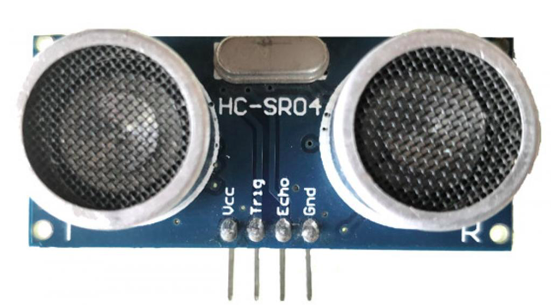 HC-SR04
Vcc
Trig
Echo
Gnd
T
R